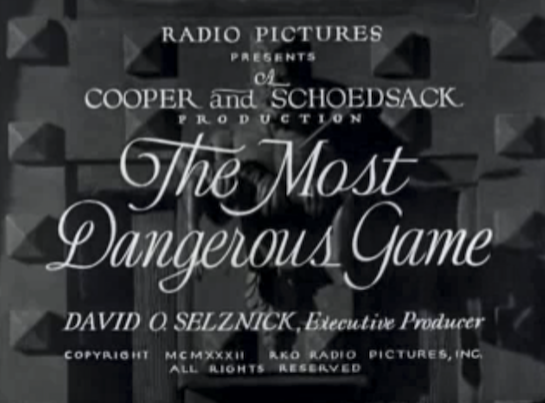 RADIO PICTURES
PRESENTS
A
COOPER and SCHOEDSACK
PRODUCTION
The Most
Dangerous Game
DAVID O. SELZNICK, Executive Producer
COPYRIGHT MCMXXXII RKO RADIO PICTURES, INC.
ALL RIGHTS RESERVED